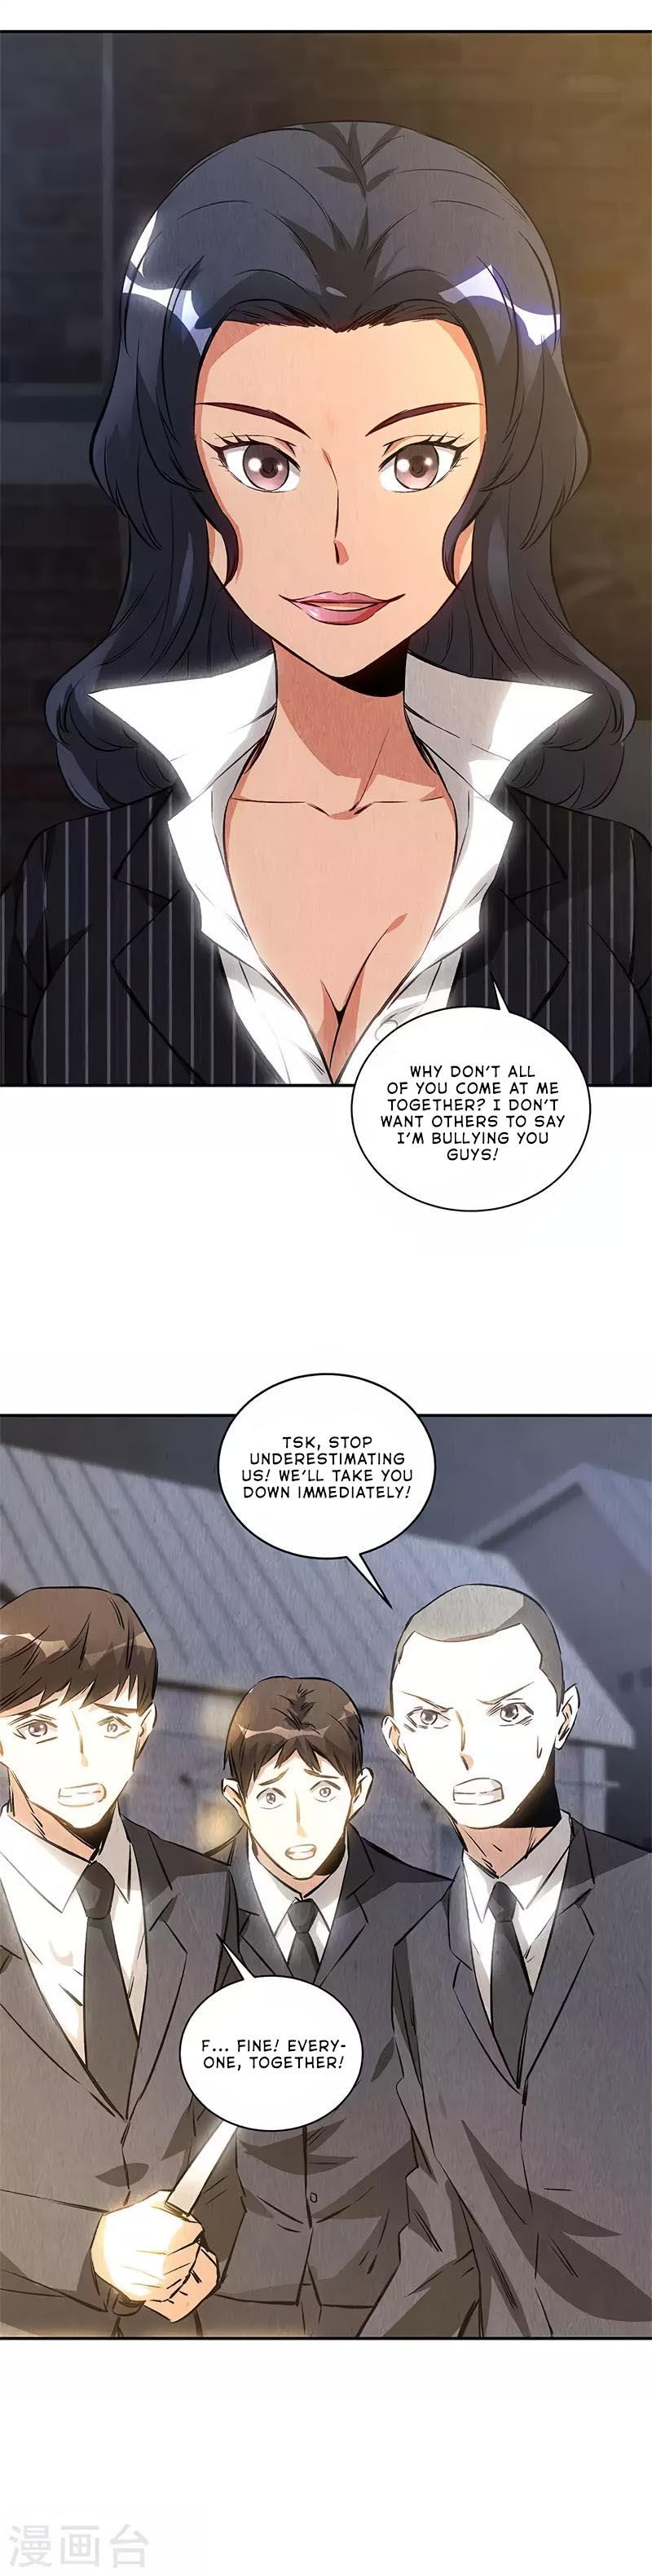 WHY DON'T ALL
OF YOU COME AT ME
TOGETHER? I DON'T
WANT OTHERS TO SAY
I'M BULLYING YOU
GUYS!
TSK, STOP
UNDERESTIMATING
US! WE'LL TAKE YOU
DOWN IMMEDIATELY!
F... FINE! EVERY-
ONE, TOGETHER!
漫画台